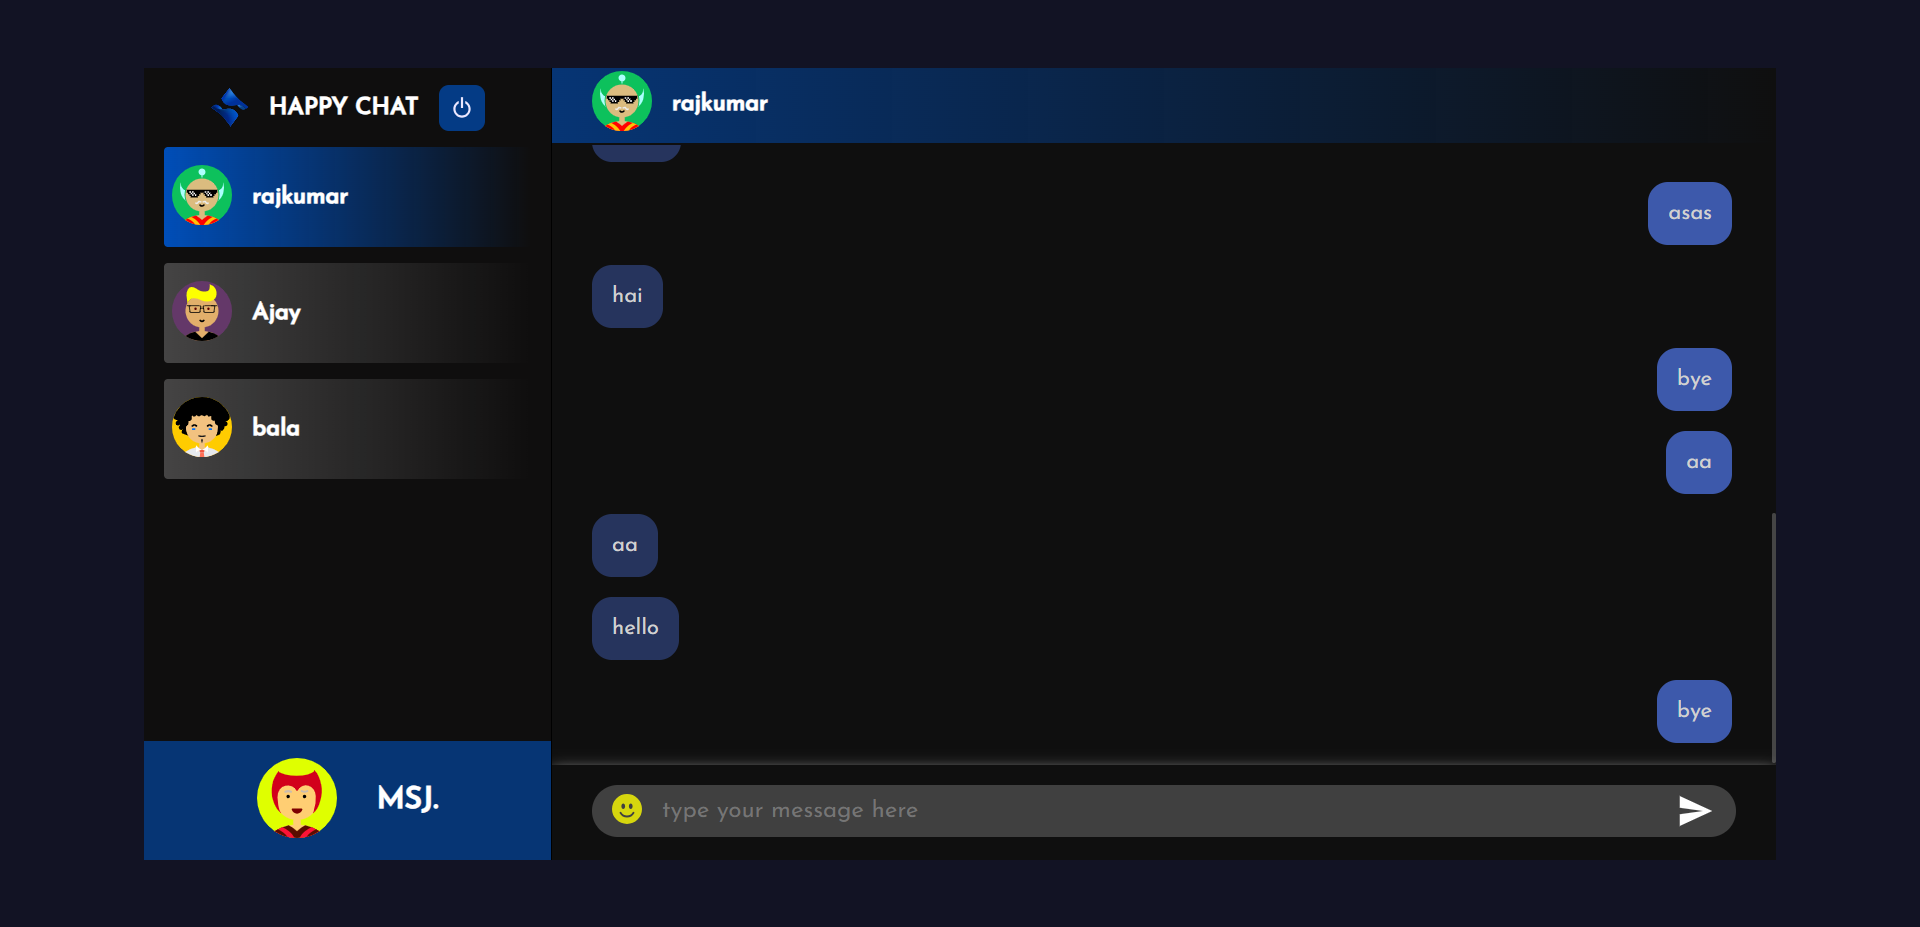 HAPPY CHAT
rajkumar
Ajay
bala
MSJ.
rajkumar
asas
hai
bye
aa
aa
hello
bye
type your message here